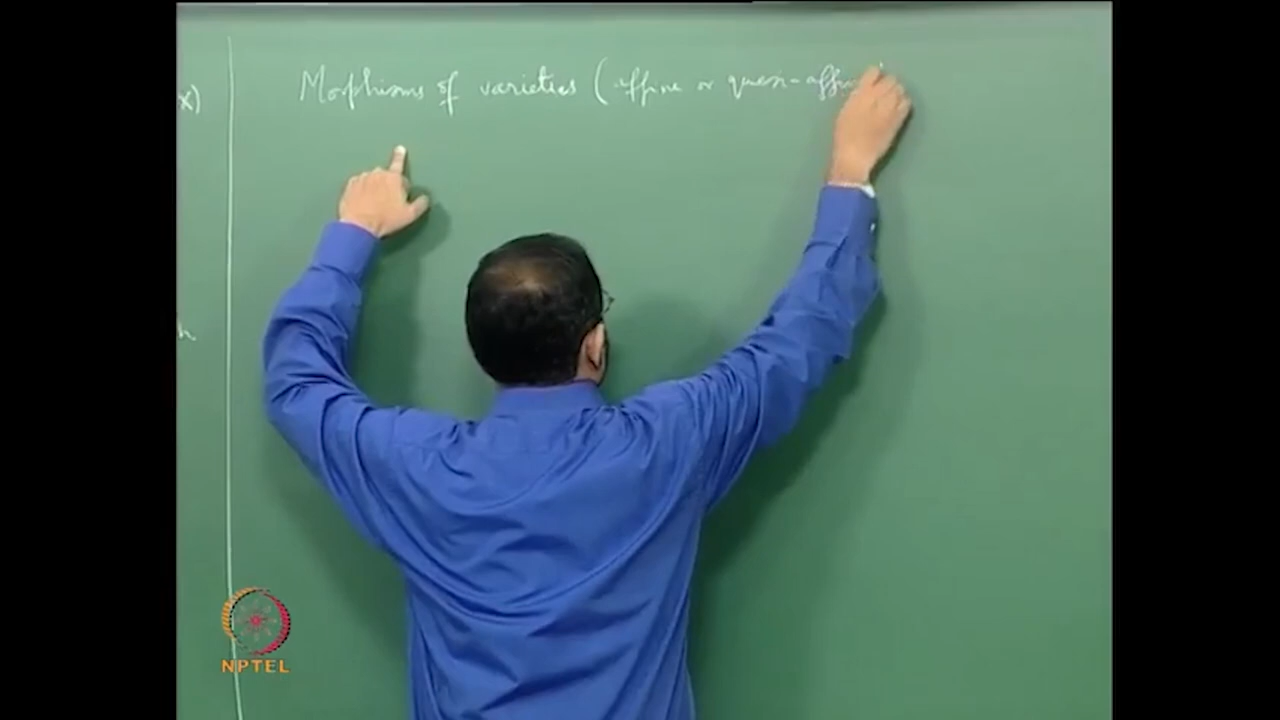 x)
Morphisms of varieties (affine or quasi-affine
h
NPTEL